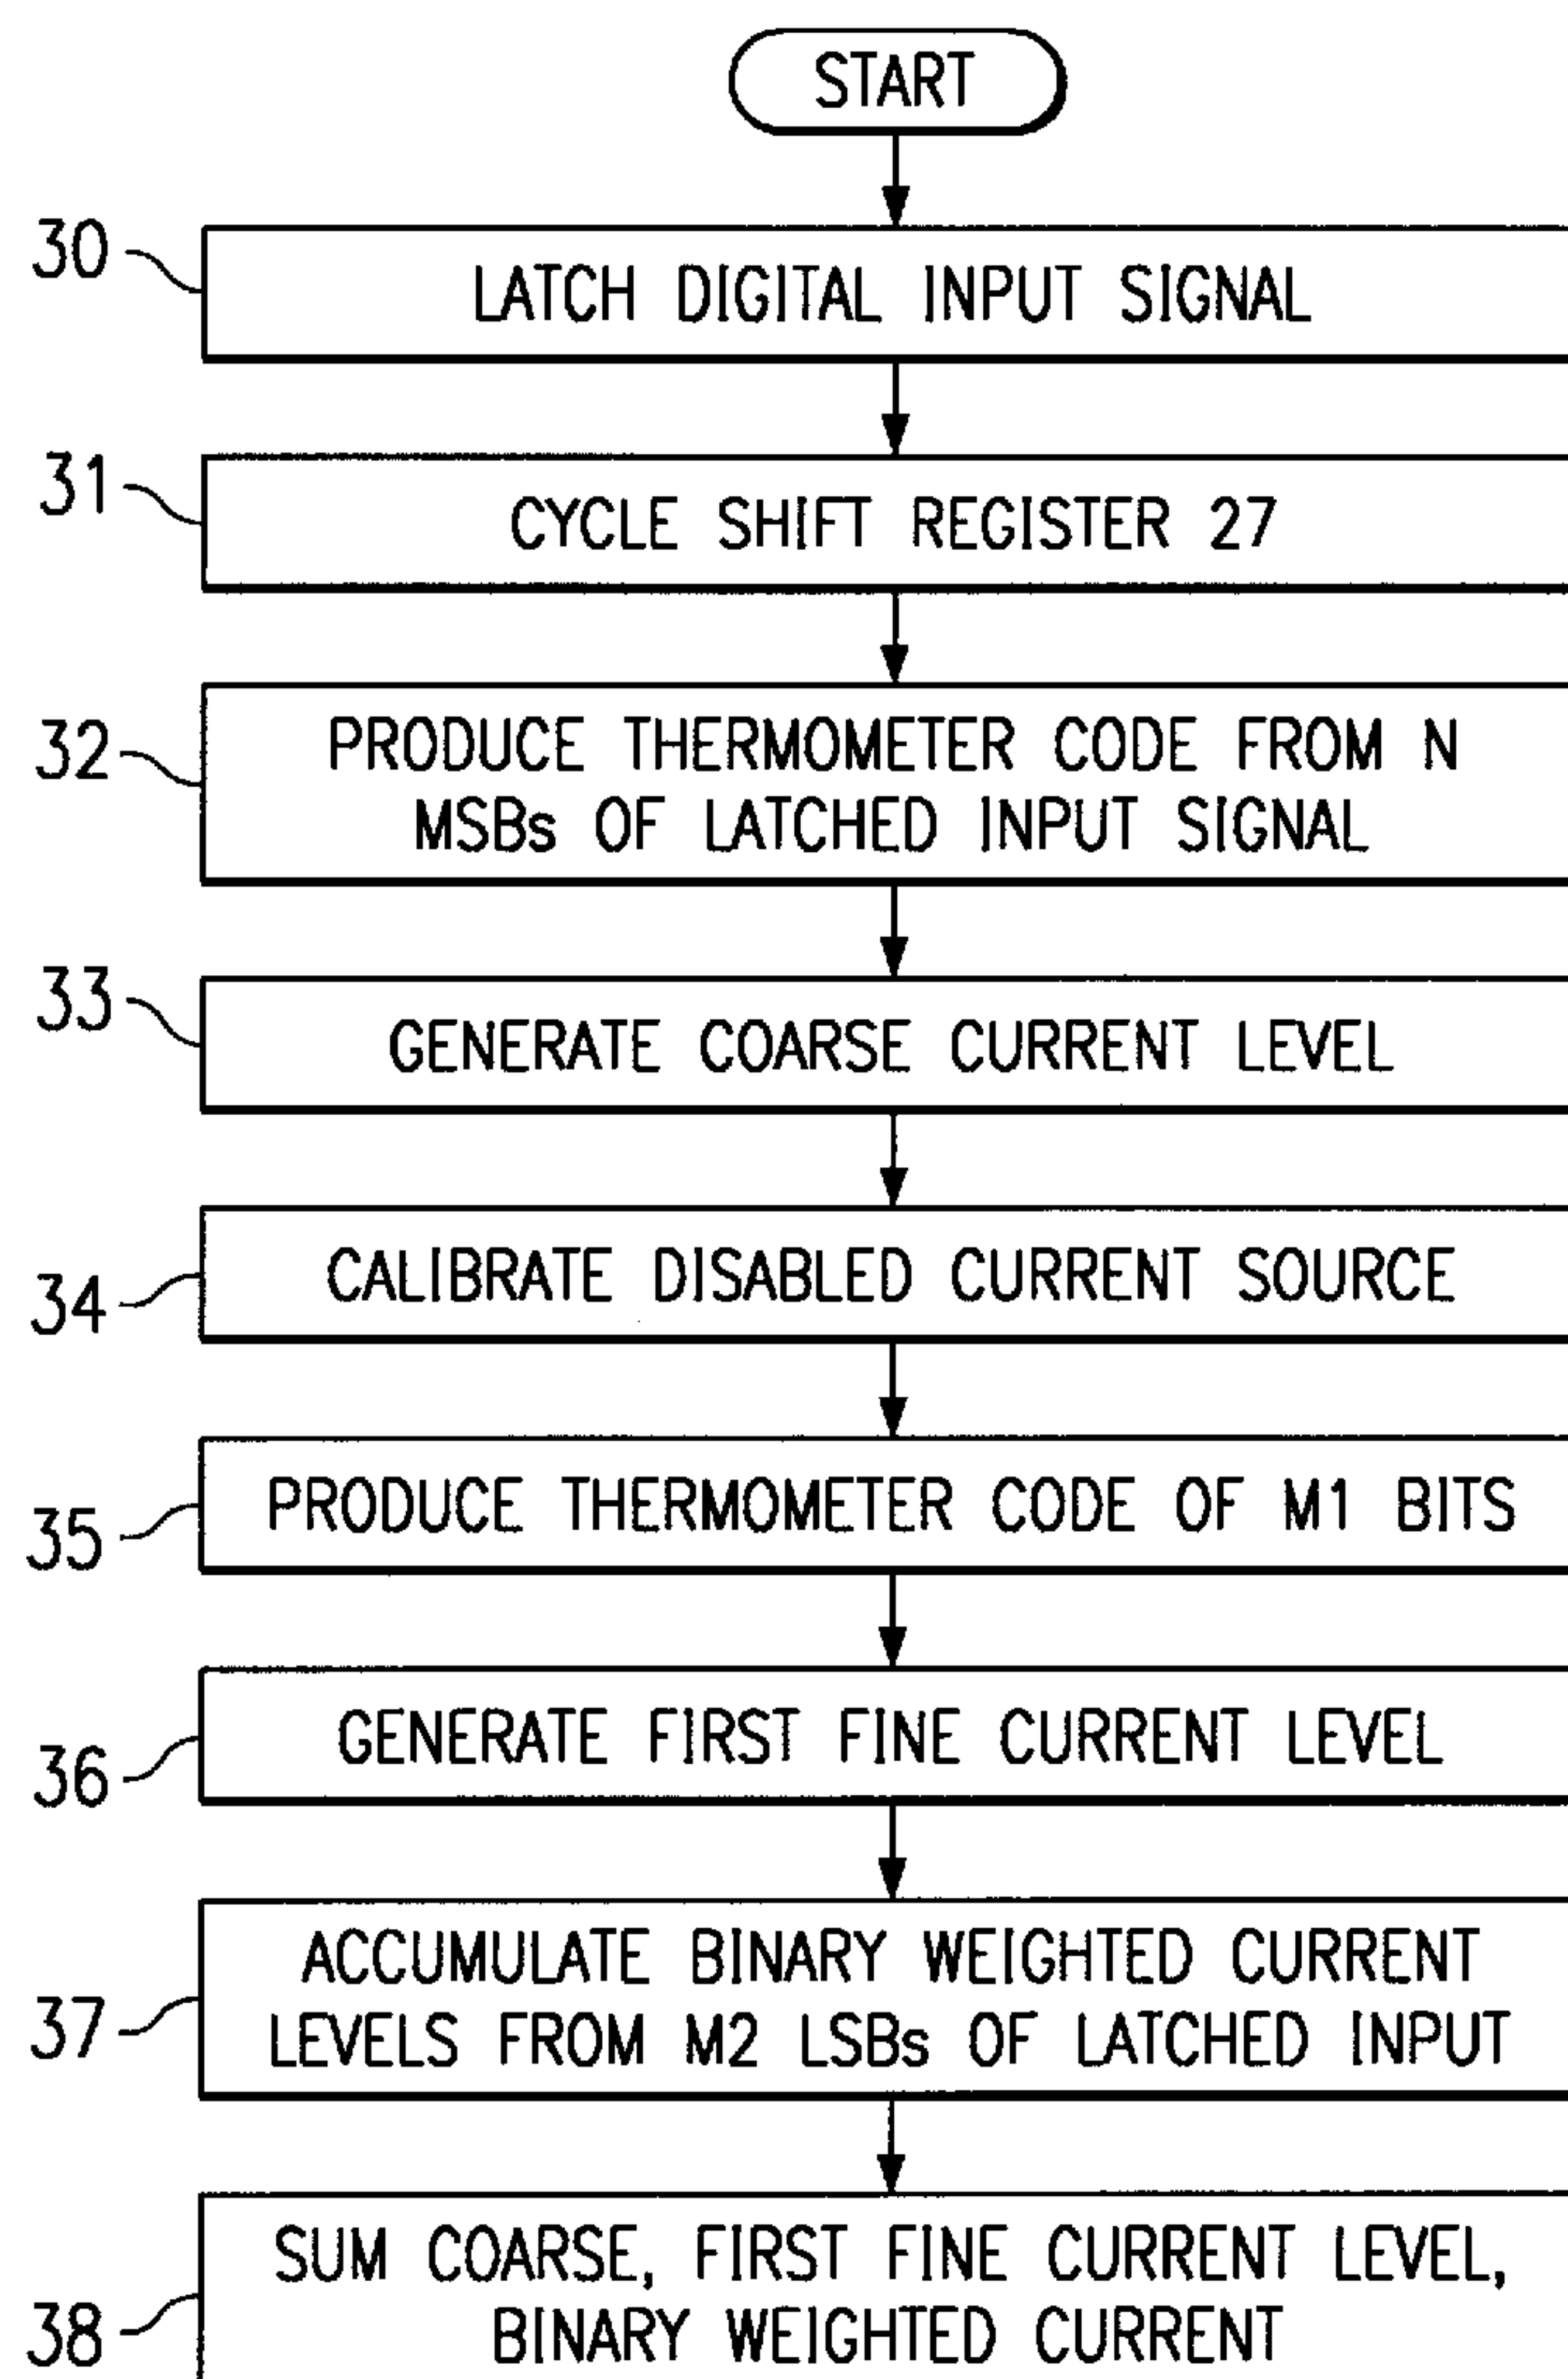 START
30
LATCH DIGITAL INPUT SIGNAL
31
CYCLE SHIFT REGISTER 27
32
PRODUCE THERMOMETER CODE FROM N
MSBs OF LATCHED INPUT SIGNAL
33
GENERATE COARSE CURRENT LEVEL
34
CALIBRATE DISABLED CURRENT SOURCE
35
PRODUCE THERMOMETER CODE OF M1 BITS
36
GENERATE FIRST FINE CURRENT LEVEL
37
ACCUMULATE BINARY WEIGHTED CURRENT
LEVELS FROM M2 LSBs OF LATCHED INPUT
38
SUM COARSE, FIRST FINE CURRENT LEVEL,
BINARY WEIGHTED CURRENT